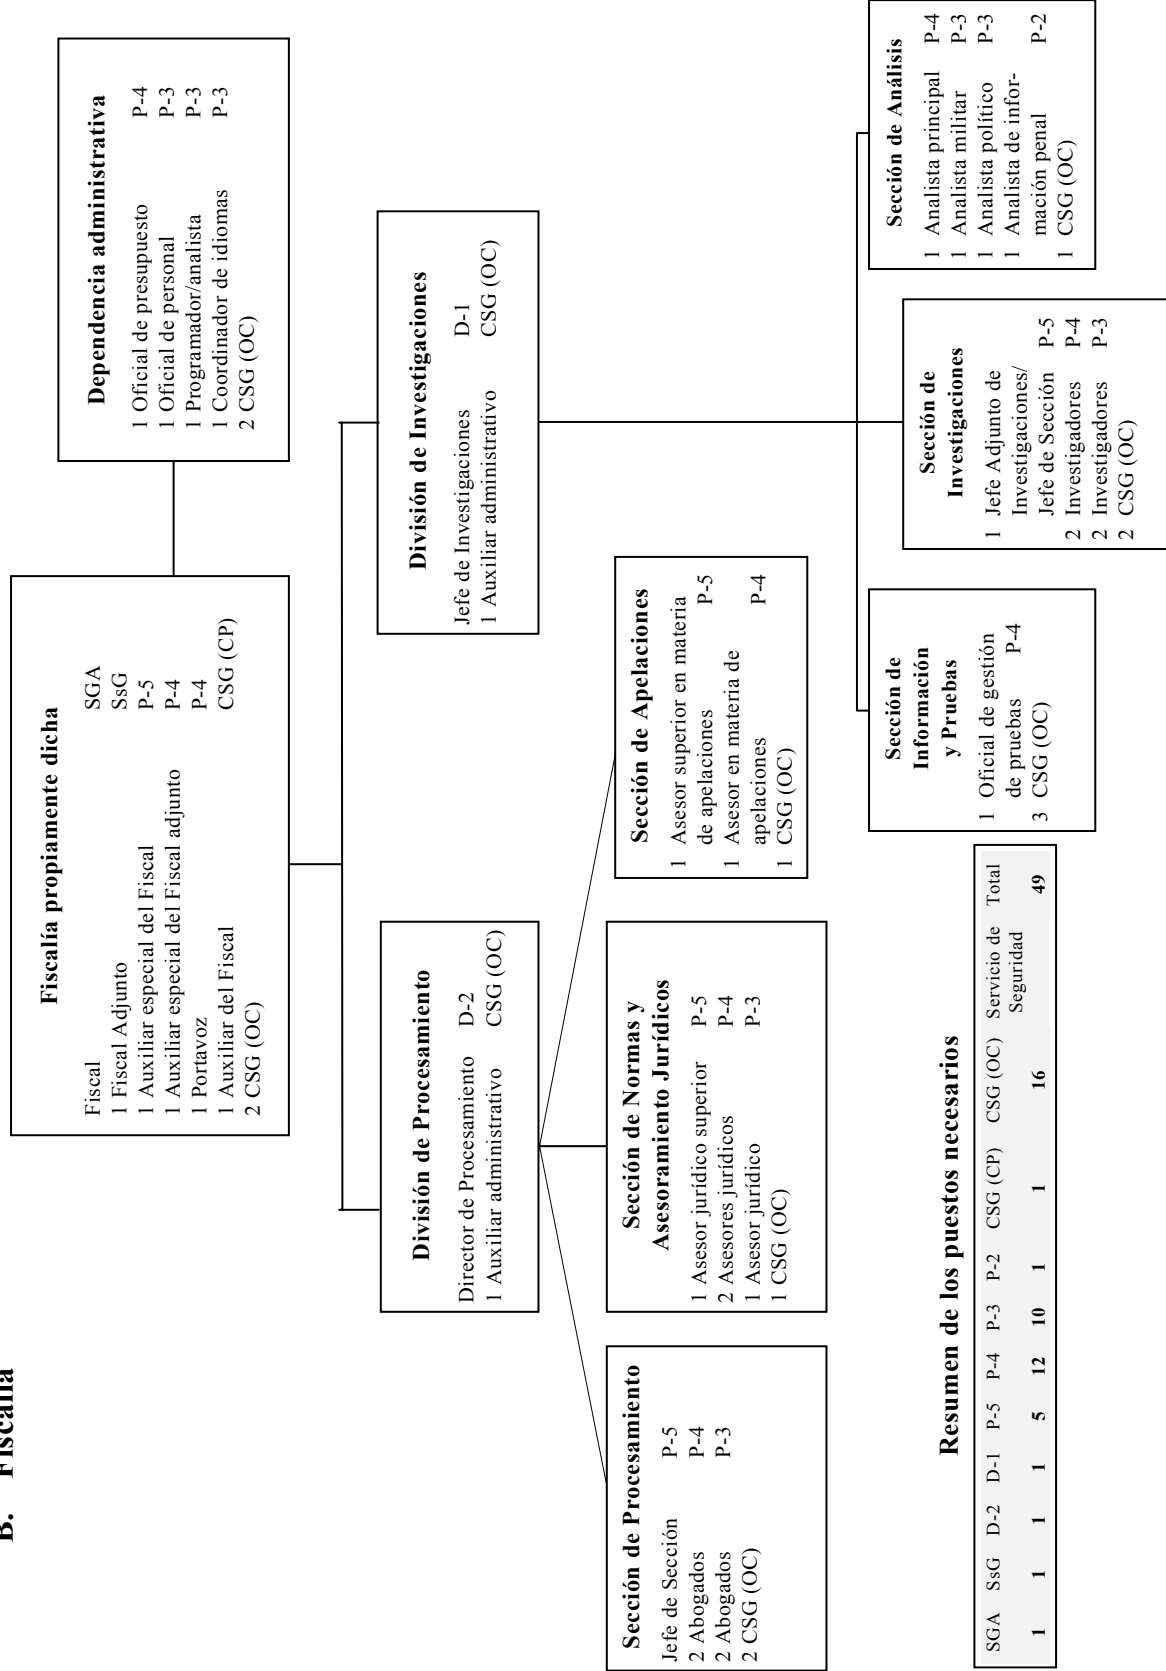 B. Fiscalía
Fiscalía propiamente dicha
Fiscal SGA
1 Fiscal Adjunto SsG
1 Auxiliar especial del Fiscal P-5
1 Auxiliar especial del Fiscal adjunto P-4
1 Portavoz P-4
1 Auxiliar del Fiscal CSG (CP)
2 CSG (OC)
Dependencia administrativa
1 Oficial de presupuesto P-4
1 Oficial de personal P-3
1 Programador/analista P-3
1 Coordinador de idiomas P-3
2 CSG (OC)
División de Procesamiento
Director de Procesamiento D-2
1 Auxiliar administrativo CSG (OC)
División de Investigaciones
Jefe de Investigaciones D-1
1 Auxiliar administrativo CSG (OC)
Sección de Procesamiento
Jefe de Sección P-5
2 Abogados P-4
2 Abogados P-3
2 CSG (OC)
Sección de Normas y
Asesoramiento Jurídicos
1 Asesor jurídico superior P-5
2 Asesores jurídicos P-4
1 Asesor jurídico P-3
1 CSG (OC)
Sección de Apelaciones
1 Asesor superior en materia
de apelaciones P-5
1 Asesor en materia de
apelaciones P-4
1 CSG (OC)
Sección de
Información
y Pruebas
1 Oficial de gestión
de pruebas P-4
3 CSG (OC)
Sección de
Investigaciones
1 Jefe Adjunto de
Investigaciones/
Jefe de Sección P-5
2 Investigadores P-4
2 Investigadores P-3
2 CSG (OC)
Sección de Análisis
1 Analista principal P-4
1 Analista militar P-3
1 Analista político P-3
1 Analista de infor-
mación penal P-2
1 CSG (OC)
Resumen de los puestos necesarios
SGA SsG D-2 D-1 P-5 P-4 P-3 P-2 CSG (CP) CSG (OC) Servicio de Total
Seguridad
1 1 1 1 5 12 10 1 1 16 49